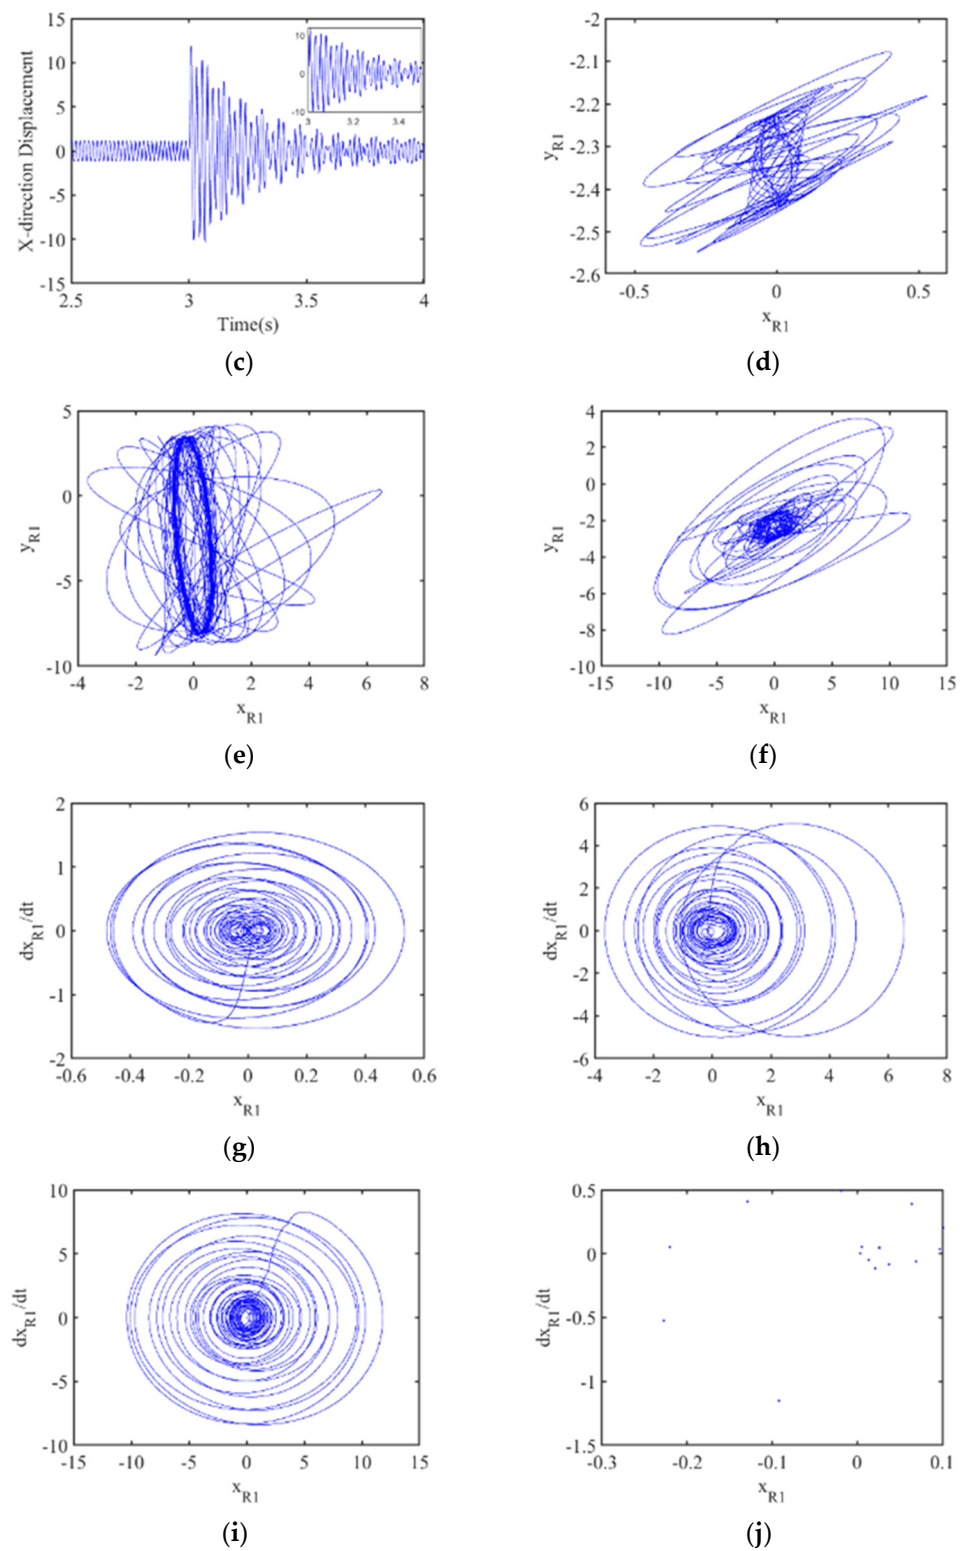 15
10
5
0
-5
-10
-15
X-direction Displacement
10
0
-10
3 3.2 3.4
2.5 3 3.5 4
Time(s)
(c)
-2
-2.1
-2.2
-2.3
-2.4
-2.5
-2.6
yR1
-0.5 0 0.5
xR1
(d)
5
0
-5
-10
yR1
-4 -2 0 2 4 6 8
xR1
(e)
4
2
0
-2
-4
-6
-8
-10
yR1
-15 -10 -5 0 5 10 15
xR1
(f)
2
1
0
-1
-2
dxR1/dt
-0.6 -0.4 -0.2 0 0.2 0.4 0.6
xR1
(g)
6
4
2
0
-2
-4
-6
dxR1/dt
-4 -2 0 2 4 6 8
xR1
(h)
10
5
0
-5
-10
dxR1/dt
-15 -10 -5 0 5 10 15
xR1
(i)
0.5
0
-0.5
-1
-1.5
dxR1/dt
-0.3 -0.2 -0.1 0 0.1
xR1
(j)